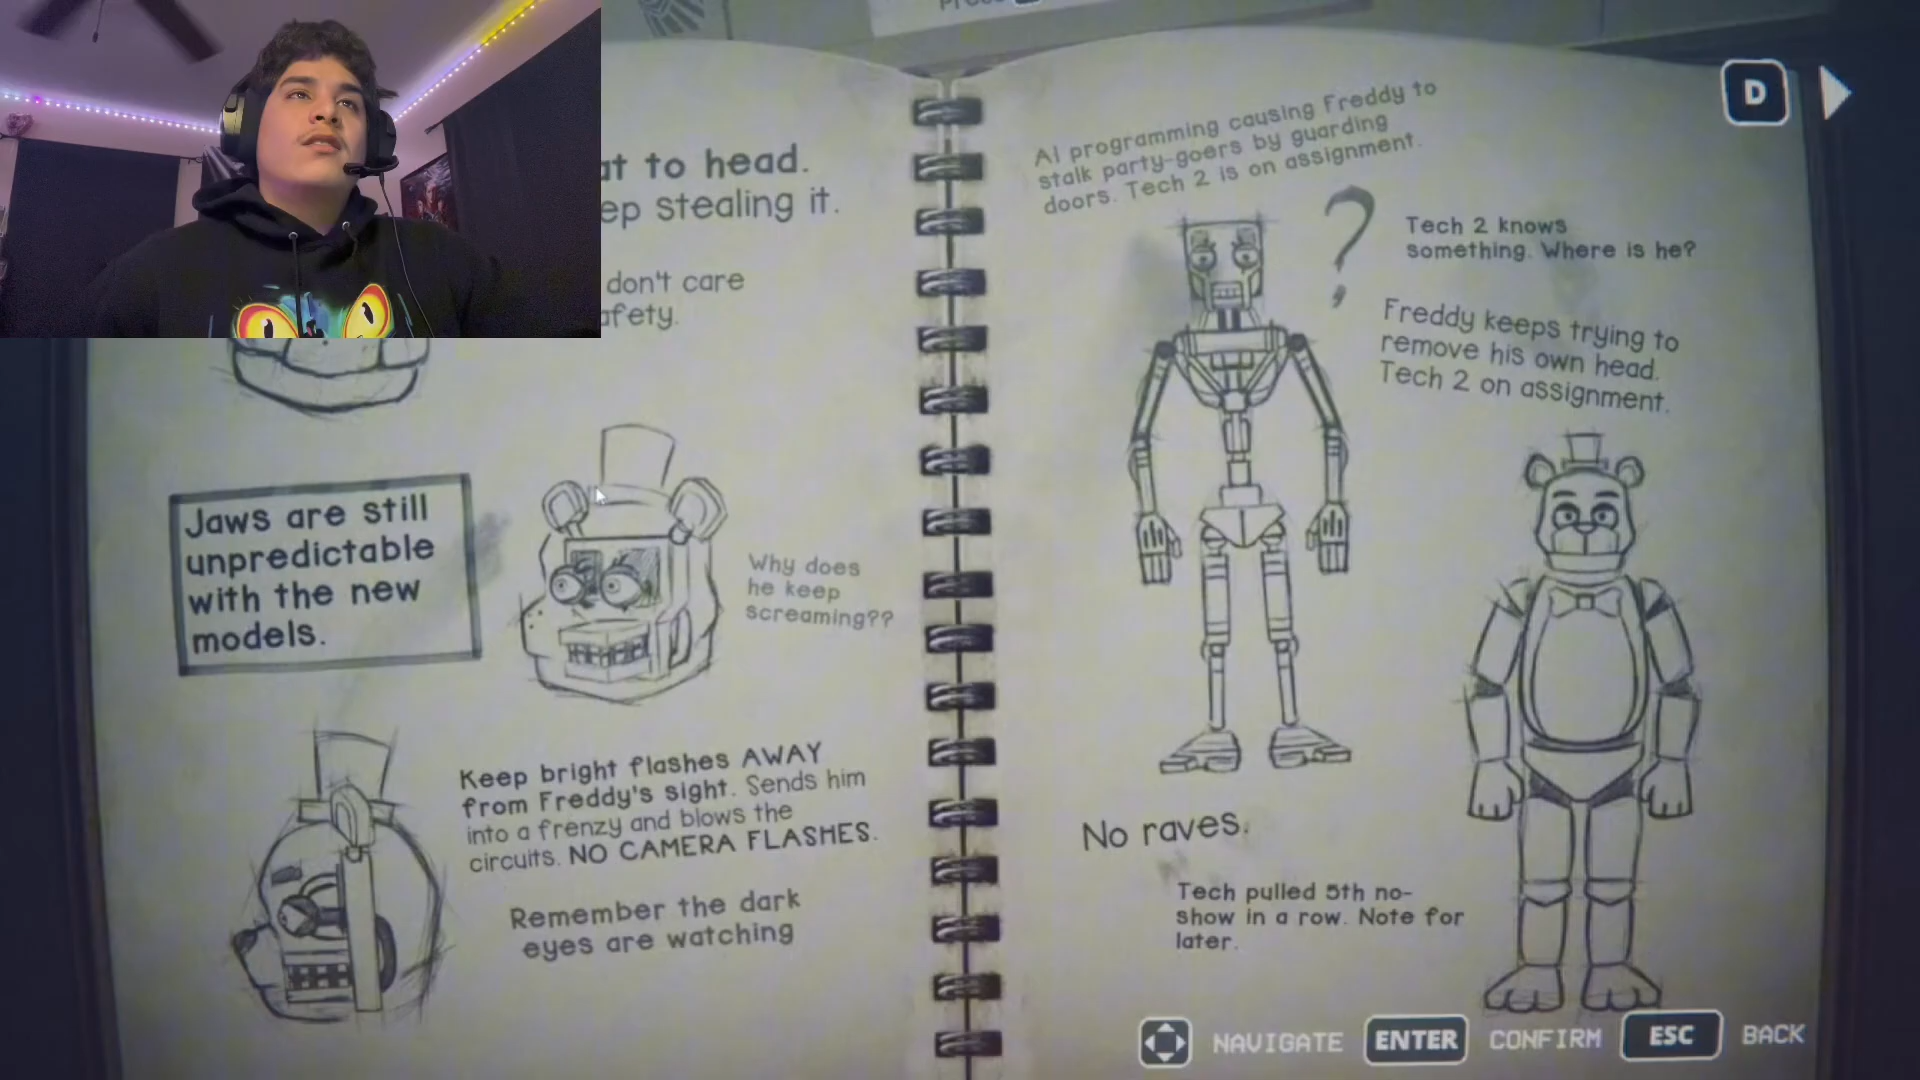 D
at to head.
ep stealing it.
don't care
afety.
Jaws are still
unpredictable
with the new
models.
Why does
he keep
screaming??
Keep bright flashes AWAY
from Freddy's sight. Sends him
into a frenzy and blows the
circuits. NO CAMERA FLASHES.
Remember the dark
eyes are watching
AI programming causing Freddy to
stalk party-goers by guarding
doors. Tech 2 is on assignment.
?
Tech 2 knows
something. Where is he?
Freddy keeps trying to
remove his own head.
Tech 2 on assignment.
No raves.
Tech pulled 5th no-
show in a row. Note for
later.
NAVIGATE ENTER CONFIRM ESC BACK